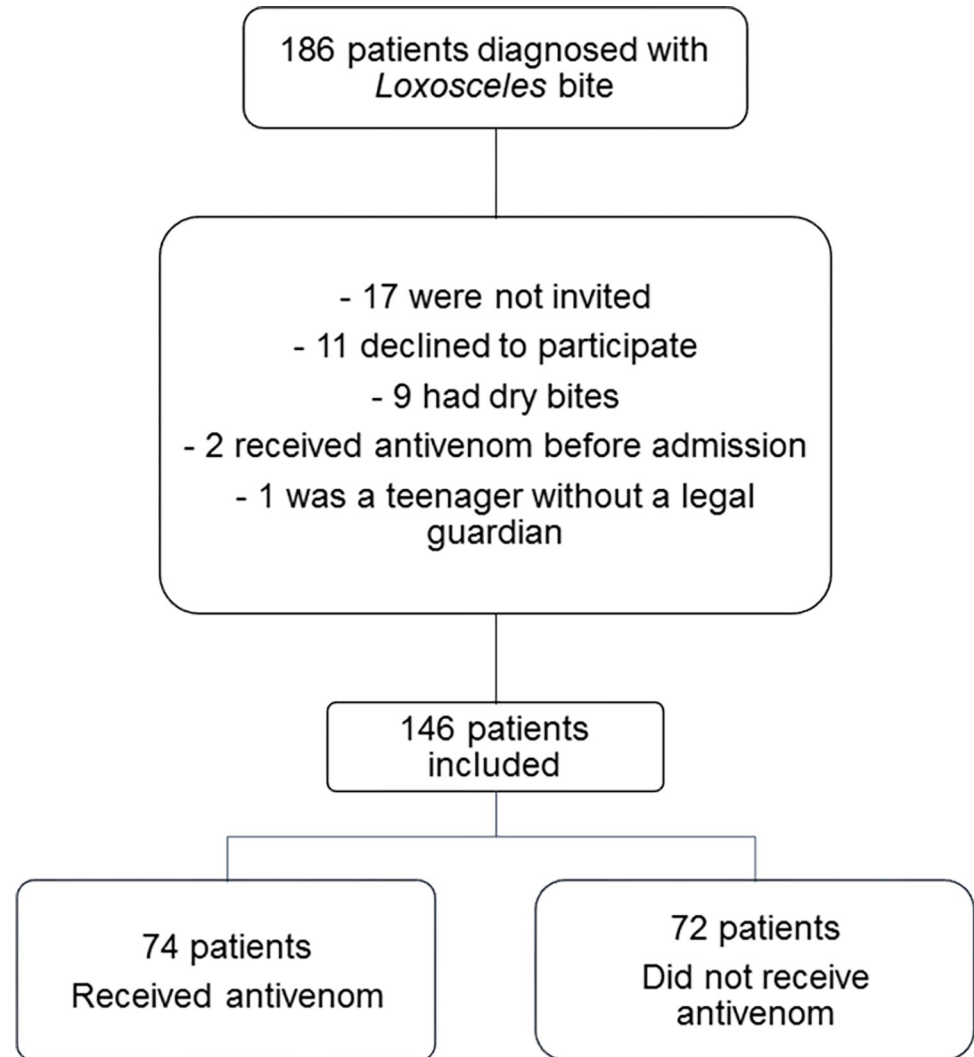 186 patients diagnosed with
Loxosceles bite
- 17 were not invited
- 11 declined to participate
- 9 had dry bites
- 2 received antivenom before admission
- 1 was a teenager without a legal
guardian
146 patients
included
74 patients
Received antivenom
72 patients
Did not receive
antivenom